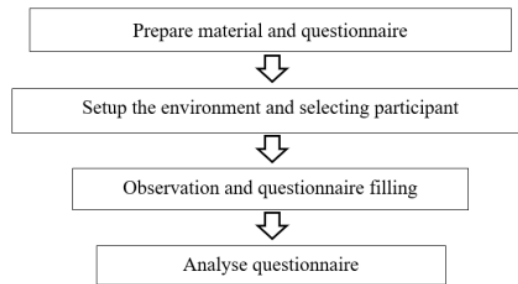 Prepare material and questionnaire
Setup the environment and selecting participant
Observation and questionnaire filling
Analyse questionnaire